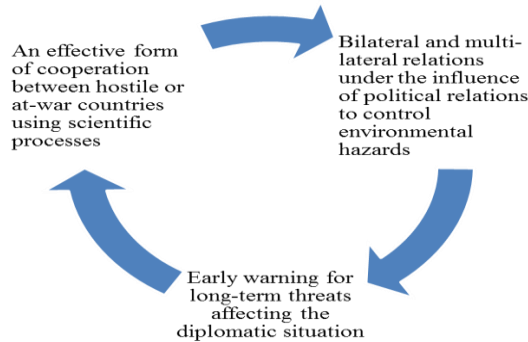 An effective form
of cooperation
between hostile or
at-war countries
using scientific
processes
Bilateral and multi-
lateral relations
under the influence
of political relations
to control
environmental
hazards
Early warning for
long-term threats
affecting the
diplomatic situation